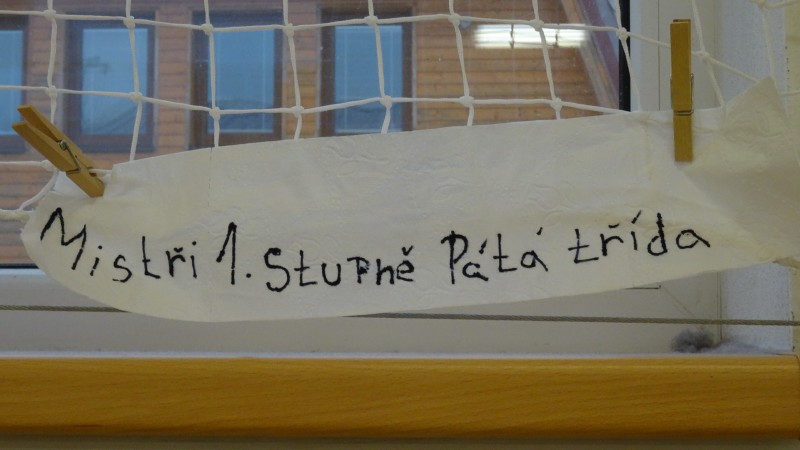 Mistři 1. Stupně Pátá třída